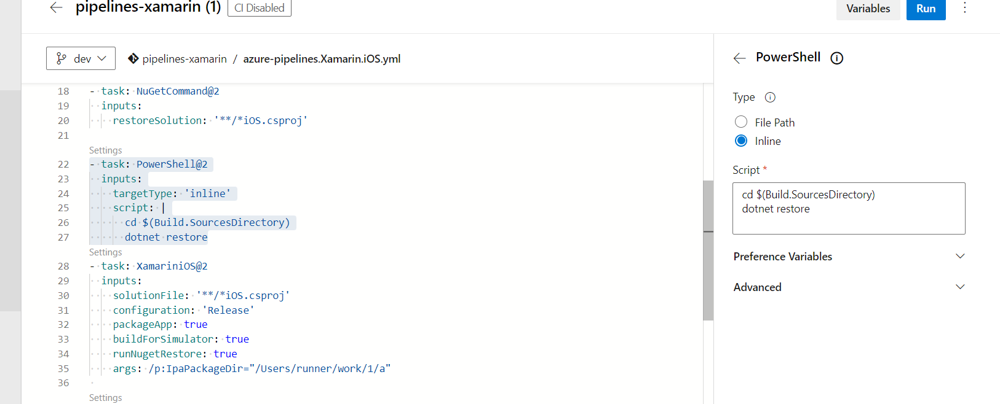 pipelines-xamarin (1) CI Disabled
Variables Run
dev pipelines-xamarin / azure-pipelines.Xamarin.iOS.yml
18 - task: NuGetCommand@2
19 inputs:
20 restoreSolution: '**/*iOS.csproj'
21
Settings
22 - task: PowerShell@2
23 inputs:
24 targetType: 'inline'
25 script: |
26 cd $(Build.SourcesDirectory)
27 dotnet restore
Settings
28 - task: XamariniOS@2
29 inputs:
30 solutionFile: '**/*iOS.csproj'
31 configuration: 'Release'
32 packageApp: true
33 buildForSimulator: true
34 runNugetRestore: true
35 args: /p:IpaPackageDir="/Users/runner/work/1/a"
36
Settings
PowerShell
Type
File Path
Inline
Script *
cd $(Build.SourcesDirectory)
dotnet restore
Preference Variables
Advanced